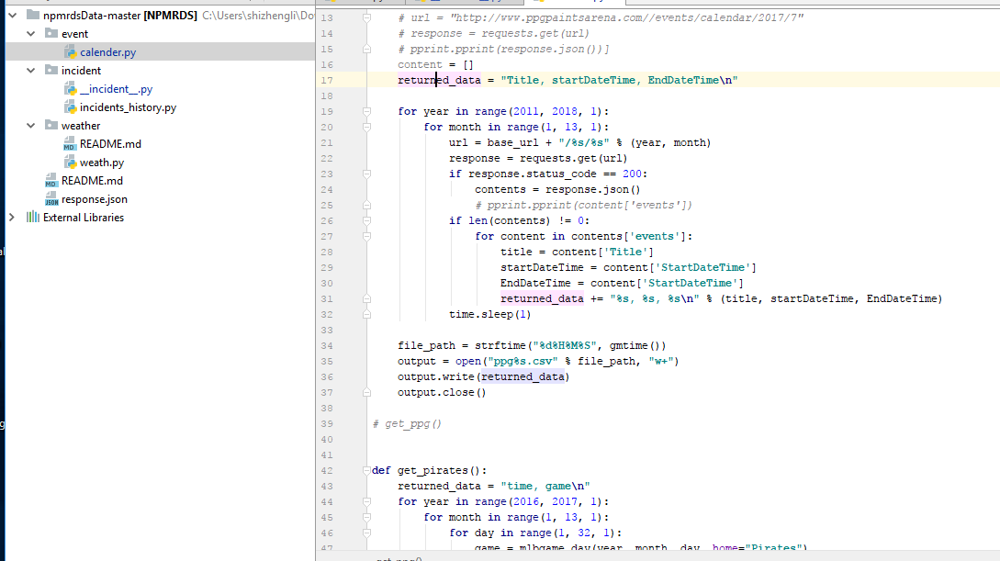 npmrdsData-master [NPMRDS] C:\Users\shizhengli\Do
event
calender.py
incident
__incident__.py
incidents_history.py
weather
README.md
weath.py
README.md
response.json
External Libraries
13 # url = "http://www.ppgpaintsarena.com//events/calendar/2017/7"
14 # response = requests.get(url)
15 # pprint.pprint(response.json())]
16 content = []
17 returned_data = "Title, startDateTime, EndDateTime\n"
18
19 for year in range(2011, 2018, 1):
20 for month in range(1, 13, 1):
21 url = base_url + "/%s/%s" % (year, month)
22 response = requests.get(url)
23 if response.status_code == 200:
24 contents = response.json()
25 # pprint.pprint(content['events'])
26 if len(contents) != 0:
27 for content in contents['events']:
28 title = content['Title']
29 startDateTime = content['StartDateTime']
30 EndDateTime = content['StartDateTime']
31 returned_data += "%s, %s, %s\n" % (title, startDateTime, EndDateTime)
32 time.sleep(1)
33
34 file_path = strftime("%d%H%M%S", gmtime())
35 output = open("ppg%s.csv" % file_path, "w+")
36 output.write(returned_data)
37 output.close()
38
39 # get_ppg()
40
41
42 def get_pirates():
43 returned_data = "time, game\n"
44 for year in range(2016, 2017, 1):
45 for month in range(1, 13, 1):
46 for day in range(1, 32, 1):
47 game = mlbgame.day(year, month, day, home="Pirates")
get_ppg()